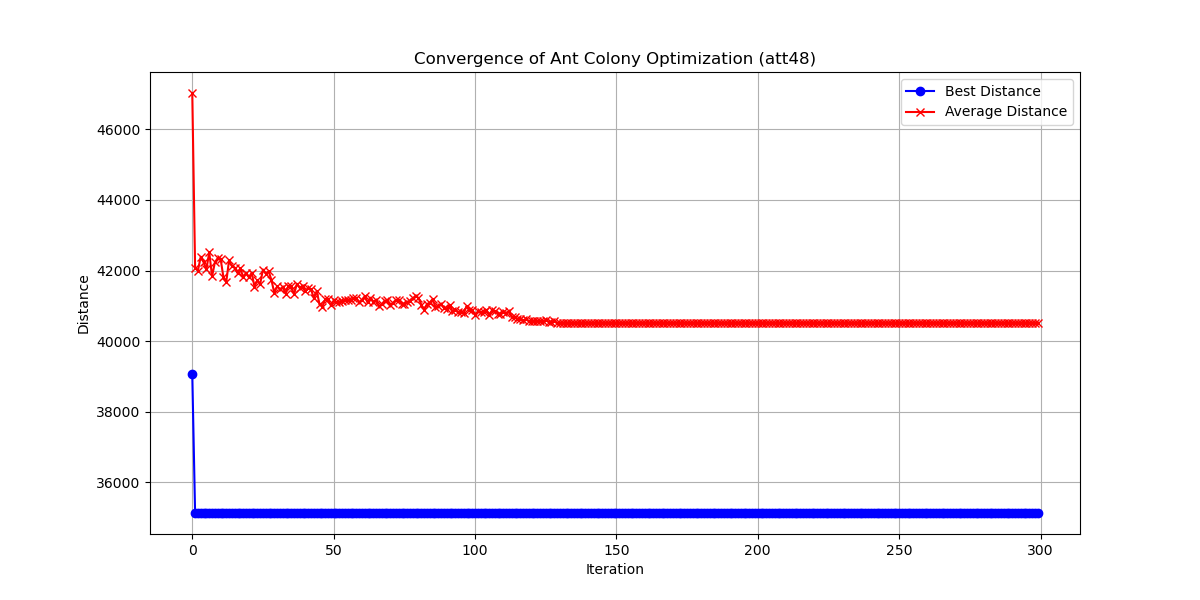 Convergence of Ant Colony Optimization (att48)
Best Distance
Average Distance
Distance
46000
44000
42000
40000
38000
36000
0
50
100
150
200
250
300
Iteration